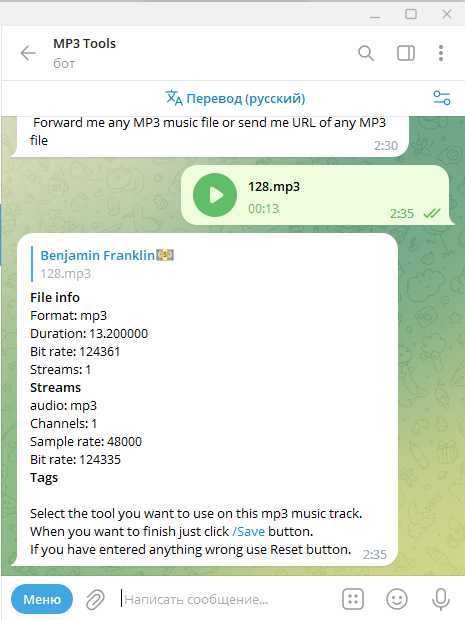 MP3 Tools
бот
Перевод (русский)
Forward me any MP3 music file or send me URL of any MP3
file
2:30
128.mp3
00:13
2:35
Benjamin Franklin
128.mp3
File info
Format: mp3
Duration: 13.200000
Bit rate: 124361
Streams: 1
Streams
audio: mp3
Channels: 1
Sample rate: 48000
Bit rate: 124335
Tags
Select the tool you want to use on this mp3 music track.
When you want to finish just click /Save button.
If you have entered anything wrong use Reset button.
2:35
Меню
Написать сообщение...